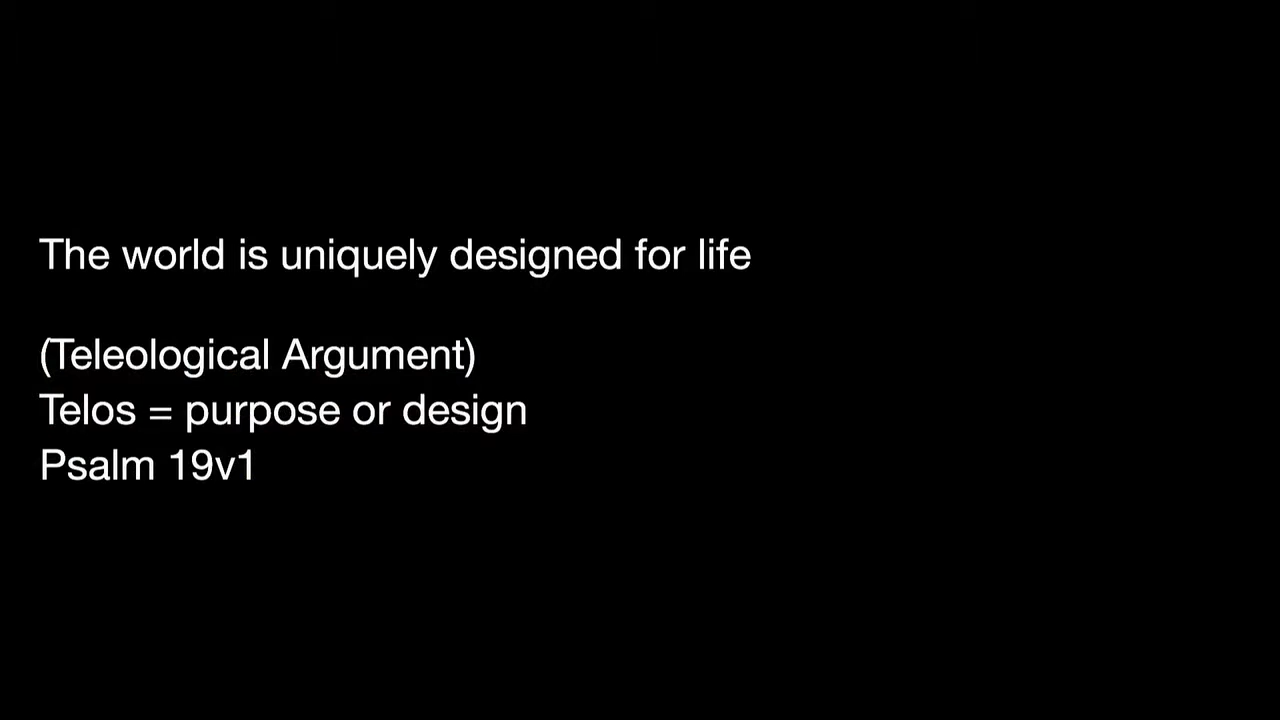 The world is uniquely designed for life
(Teleological Argument)
Telos = purpose or design
Psalm 19v1